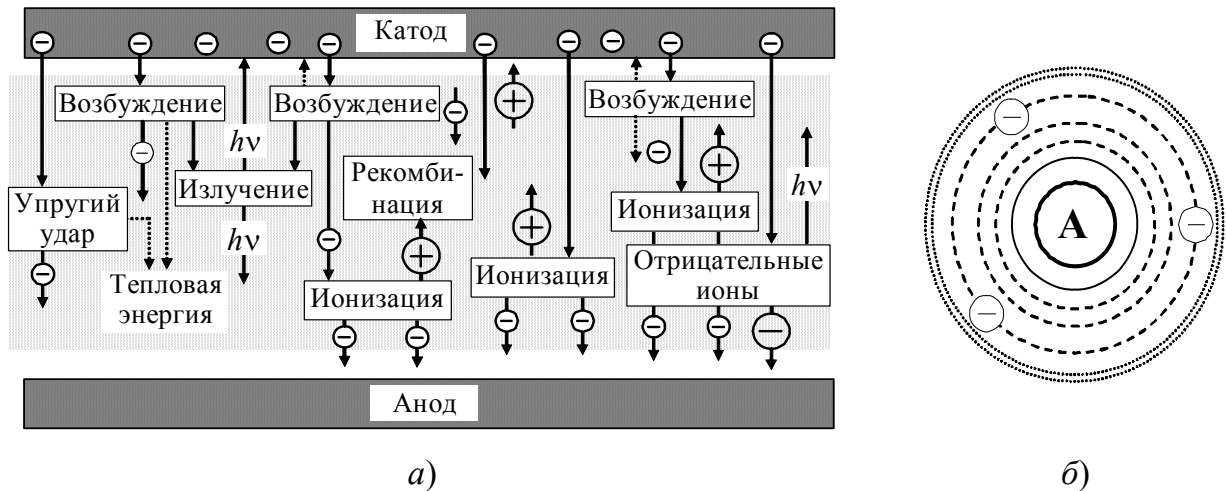 Катод
Возбуждение
Возбуждение
Возбуждение
hν
Излучение
Рекомби-
нация
hν
Упругий
удар
Ионизация
hν
Тепловая
энергия
Ионизация
Ионизация
Отрицательные
ионы
Анод
A
а)
б)